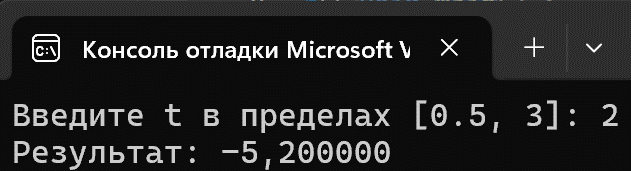 Консоль отладки Microsoft V
Введите t в пределах [0.5, 3]: 2
Результат: -5,200000